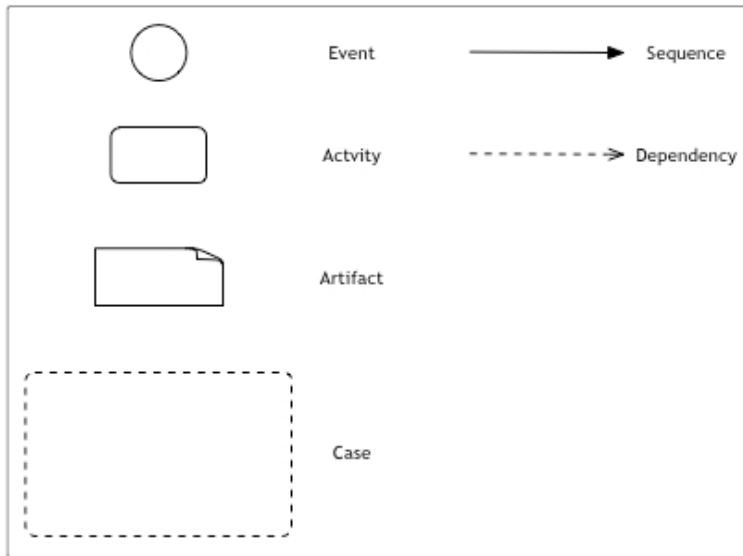 Event
Sequence
Actvity
Dependency
Artifact
Case